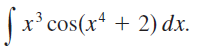 ∫ x³ cos(x⁴ + 2) dx.